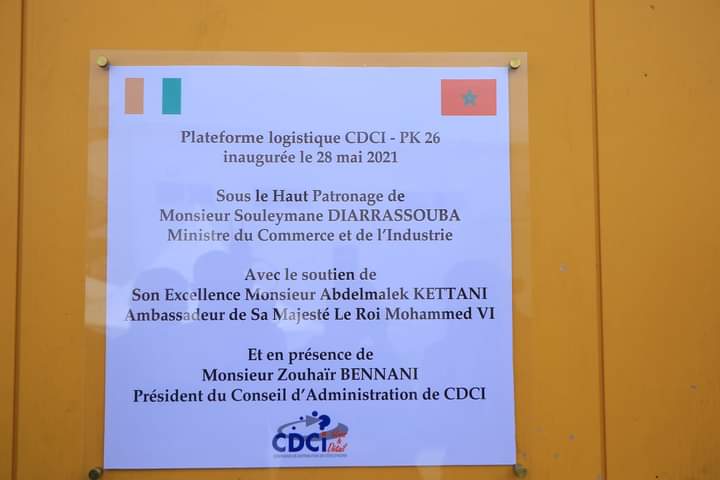 Plateforme logistique CDCI - PK 26
inaugurée le 28 mai 2021
Sous le Haut Patronage de
Monsieur Souleymane DIARRASSOUBA
Ministre du Commerce et de l'Industrie
Avec le soutien de
Son Excellence Monsieur Abdelmalek KETTANI
Ambassadeur de Sa Majesté Le Roi Mohammed VI
Et en présence de
Monsieur Zouhaïr BENNANI
Président du Conseil d'Administration de CDCI
CDCI